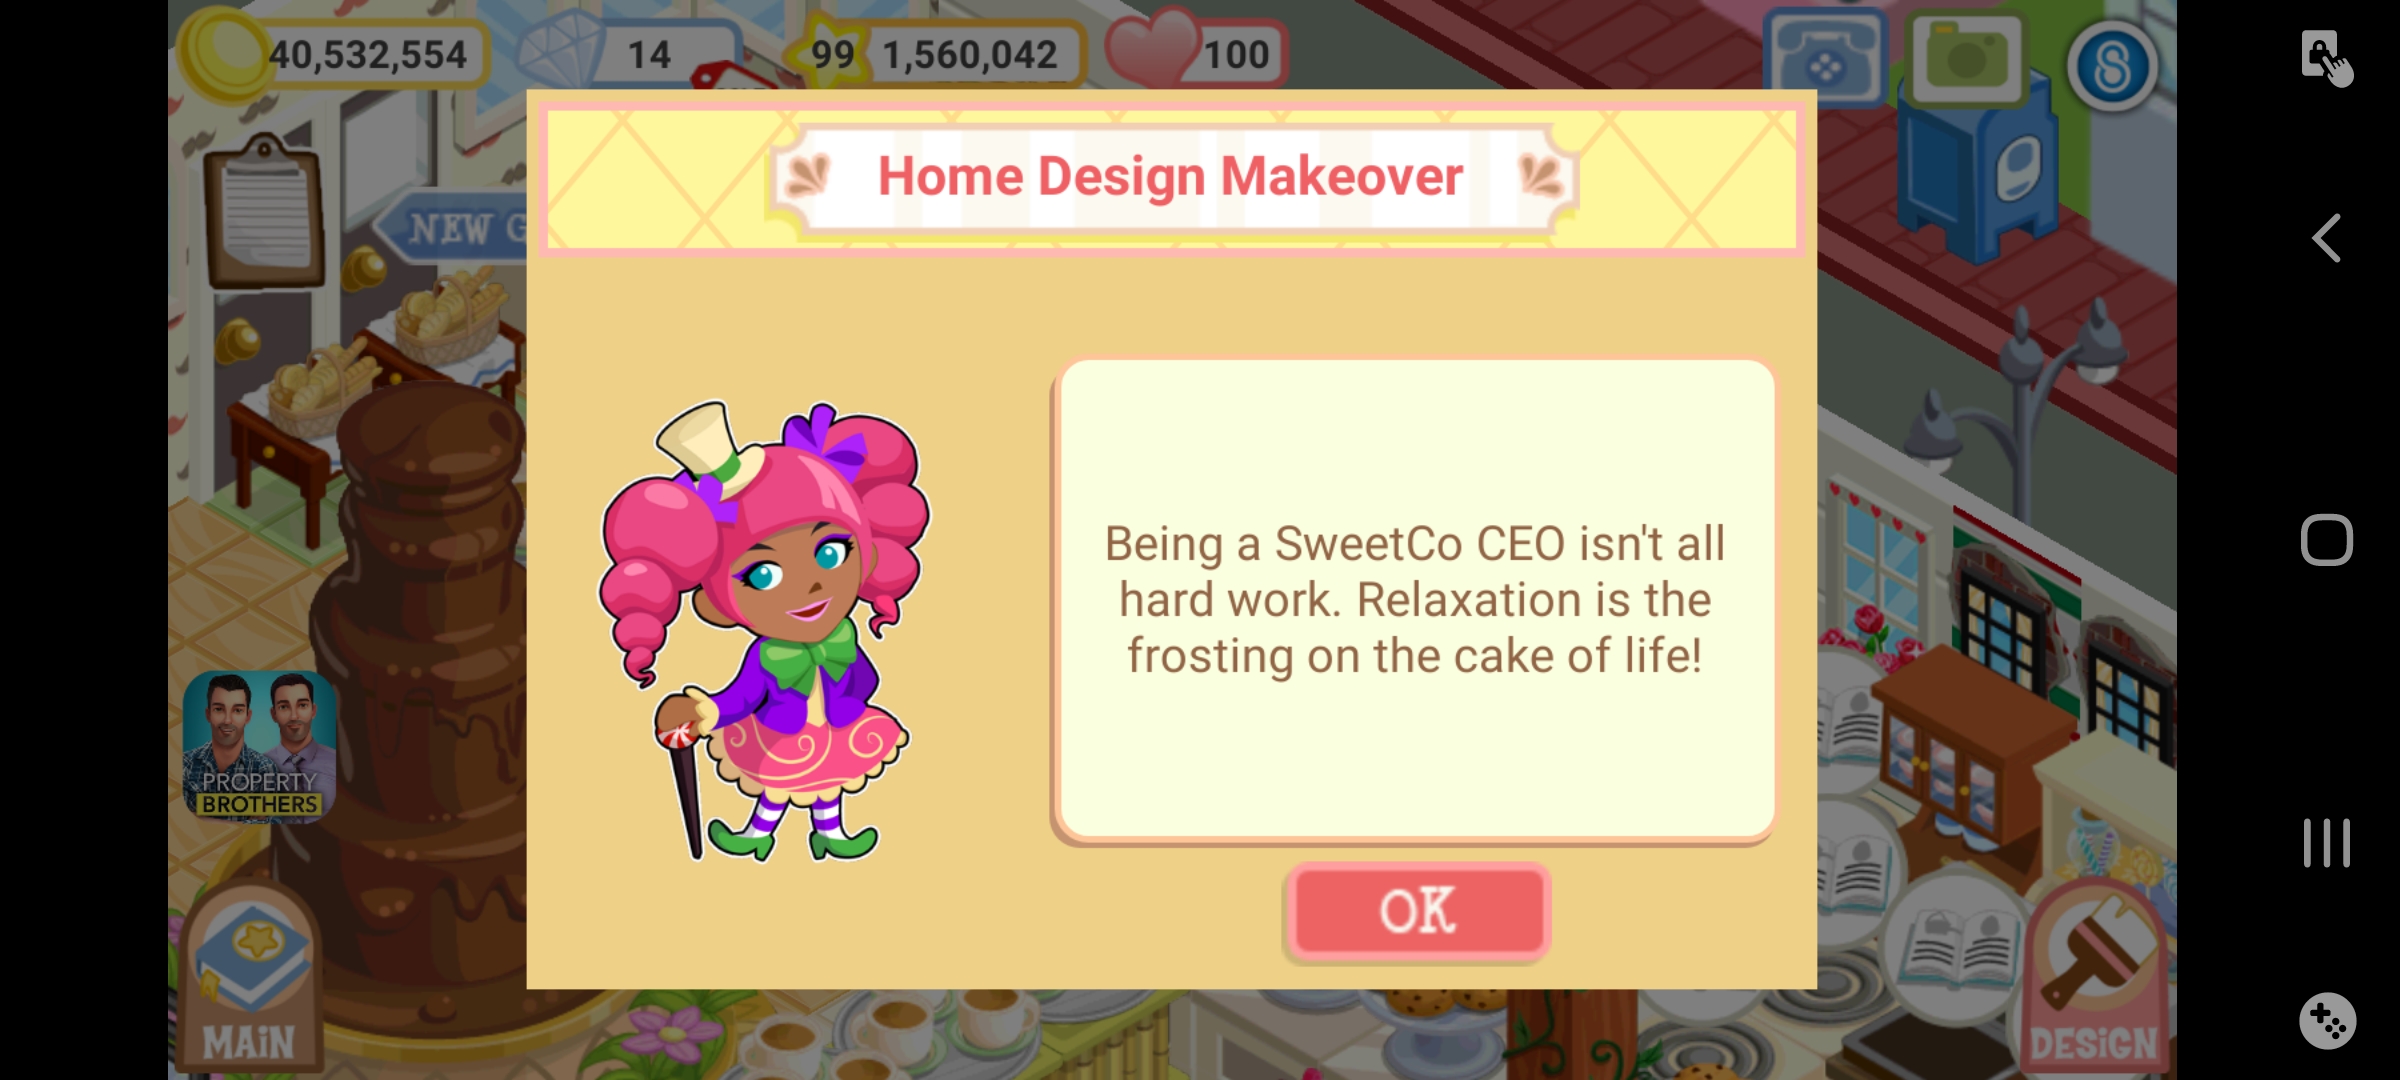 40,532,554
14
99
1,560,042
100
Home Design Makeover
NEW G
Being a SweetCo CEO isn't all
hard work. Relaxation is the
frosting on the cake of life!
PROPERTY
BROTHERS
OK
MAiN
DESiGN